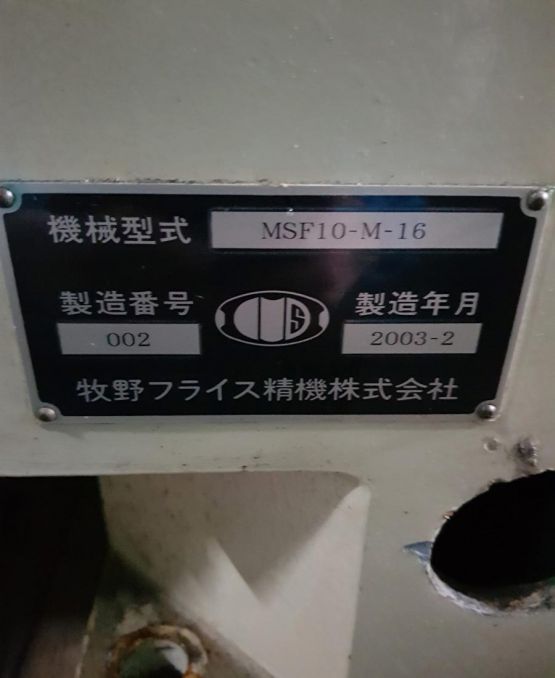 機械型式 MSF10-M-16
製造番号 製造年月
002 2003-2
牧野フライス精機株式会社